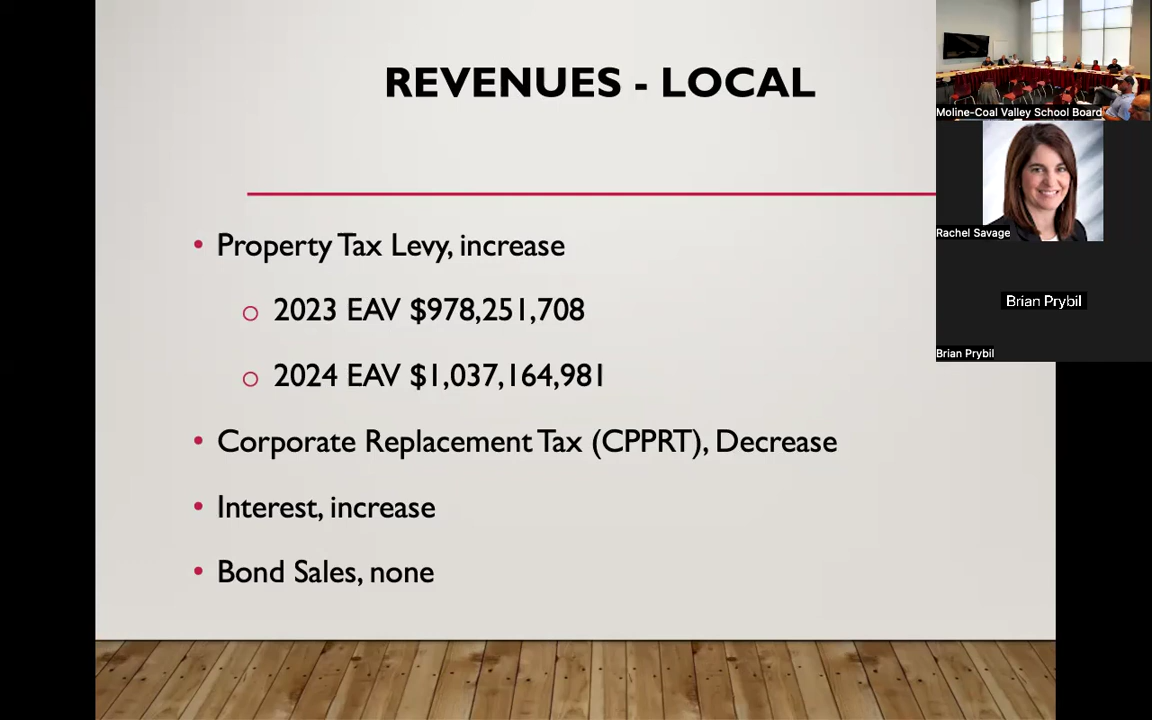 REVENUES - LOCAL
• Property Tax Levy, increase
o 2023 EAV $978,251,708
o 2024 EAV $1,037,164,981
• Corporate Replacement Tax (CPPRT), Decrease
• Interest, increase
• Bond Sales, none
Moline-Coal Valley School Board
Rachel Savage
Brian Prybil
Brian Prybil